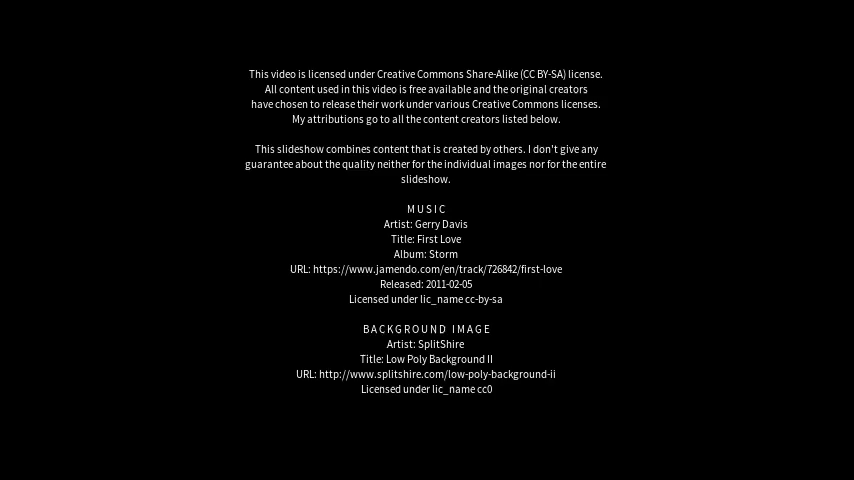 This video is licensed under Creative Commons Share-Alike (CC BY-SA) license.
All content used in this video is free available and the original creators
have chosen to release their work under various Creative Commons licenses.
My attributions go to all the content creators listed below.
This slideshow combines content that is created by others. I don't give any
guarantee about the quality neither for the individual images nor for the entire
slideshow.
MUSIC
Artist: Gerry Davis
Title: First Love
Album: Storm
URL: https://www.jamendo.com/en/track/726842/first-love
Released: 2011-02-05
Licensed under lic_name cc-by-sa
BACKGROUND IMAGE
Artist: SplitShire
Title: Low Poly Background II
URL: http://www.splitshire.com/low-poly-background-ii
Licensed under lic_name cc0